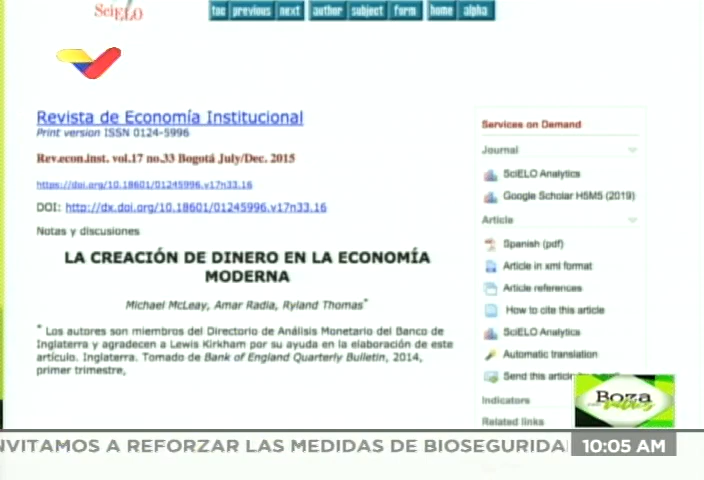 SciELO
toc previous next author subject form home alpha
Revista de Economía Institucional
Print version ISSN 0124-5996
Rev.econ.inst. vol.17 no.33 Bogotá July/Dec. 2015
https://doi.org/10.18601/01245996.v17n33.16
DOI: http://dx.doi.org/10.18601/01245996.v17n33.16
Notas y discusiones
LA CREACIÓN DE DINERO EN LA ECONOMÍA
MODERNA
Michael McLeay, Amar Radia, Ryland Thomas*
* Los autores son miembros del Directorio de Análisis Monetario del Banco de
Inglaterra y agradecen a Lewis Kirkham por su ayuda en la elaboración de este
artículo. Inglaterra. Tomado de Bank of England Quarterly Bulletin, 2014,
primer trimestre,
Services on Demand
Journal
SciELO Analytics
Google Scholar H5M5 (2019)
Article
Spanish (pdf)
Article in xml format
Article references
How to cite this article
SciELO Analytics
Automatic translation
Send this article
Indicators
Related links
Boza
NVITAMOS A REFORZAR LAS MEDIDAS DE BIOSEGURIDA
10:05 AM